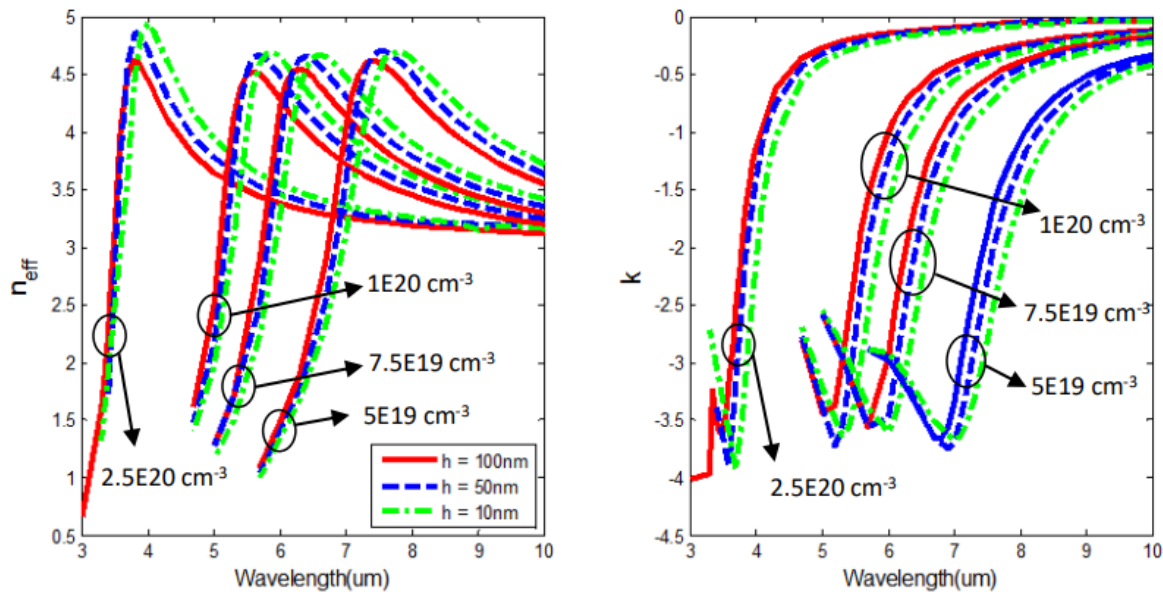 5
4.5
4
3.5
3
2.5
2
1.5
1
0.5
n_eff
1E20 cm⁻³
7.5E19 cm⁻³
5E19 cm⁻³
2.5E20 cm⁻³
h = 100nm
h = 50nm
h = 10nm
3 4 5 6 7 8 9 10
Wavelength(um)
0
-0.5
-1
-1.5
-2
-2.5
-3
-3.5
-4
-4.5
k
1E20 cm⁻³
7.5E19 cm⁻³
5E19 cm⁻³
2.5E20 cm⁻³
3 4 5 6 7 8 9 10
Wavelength(um)